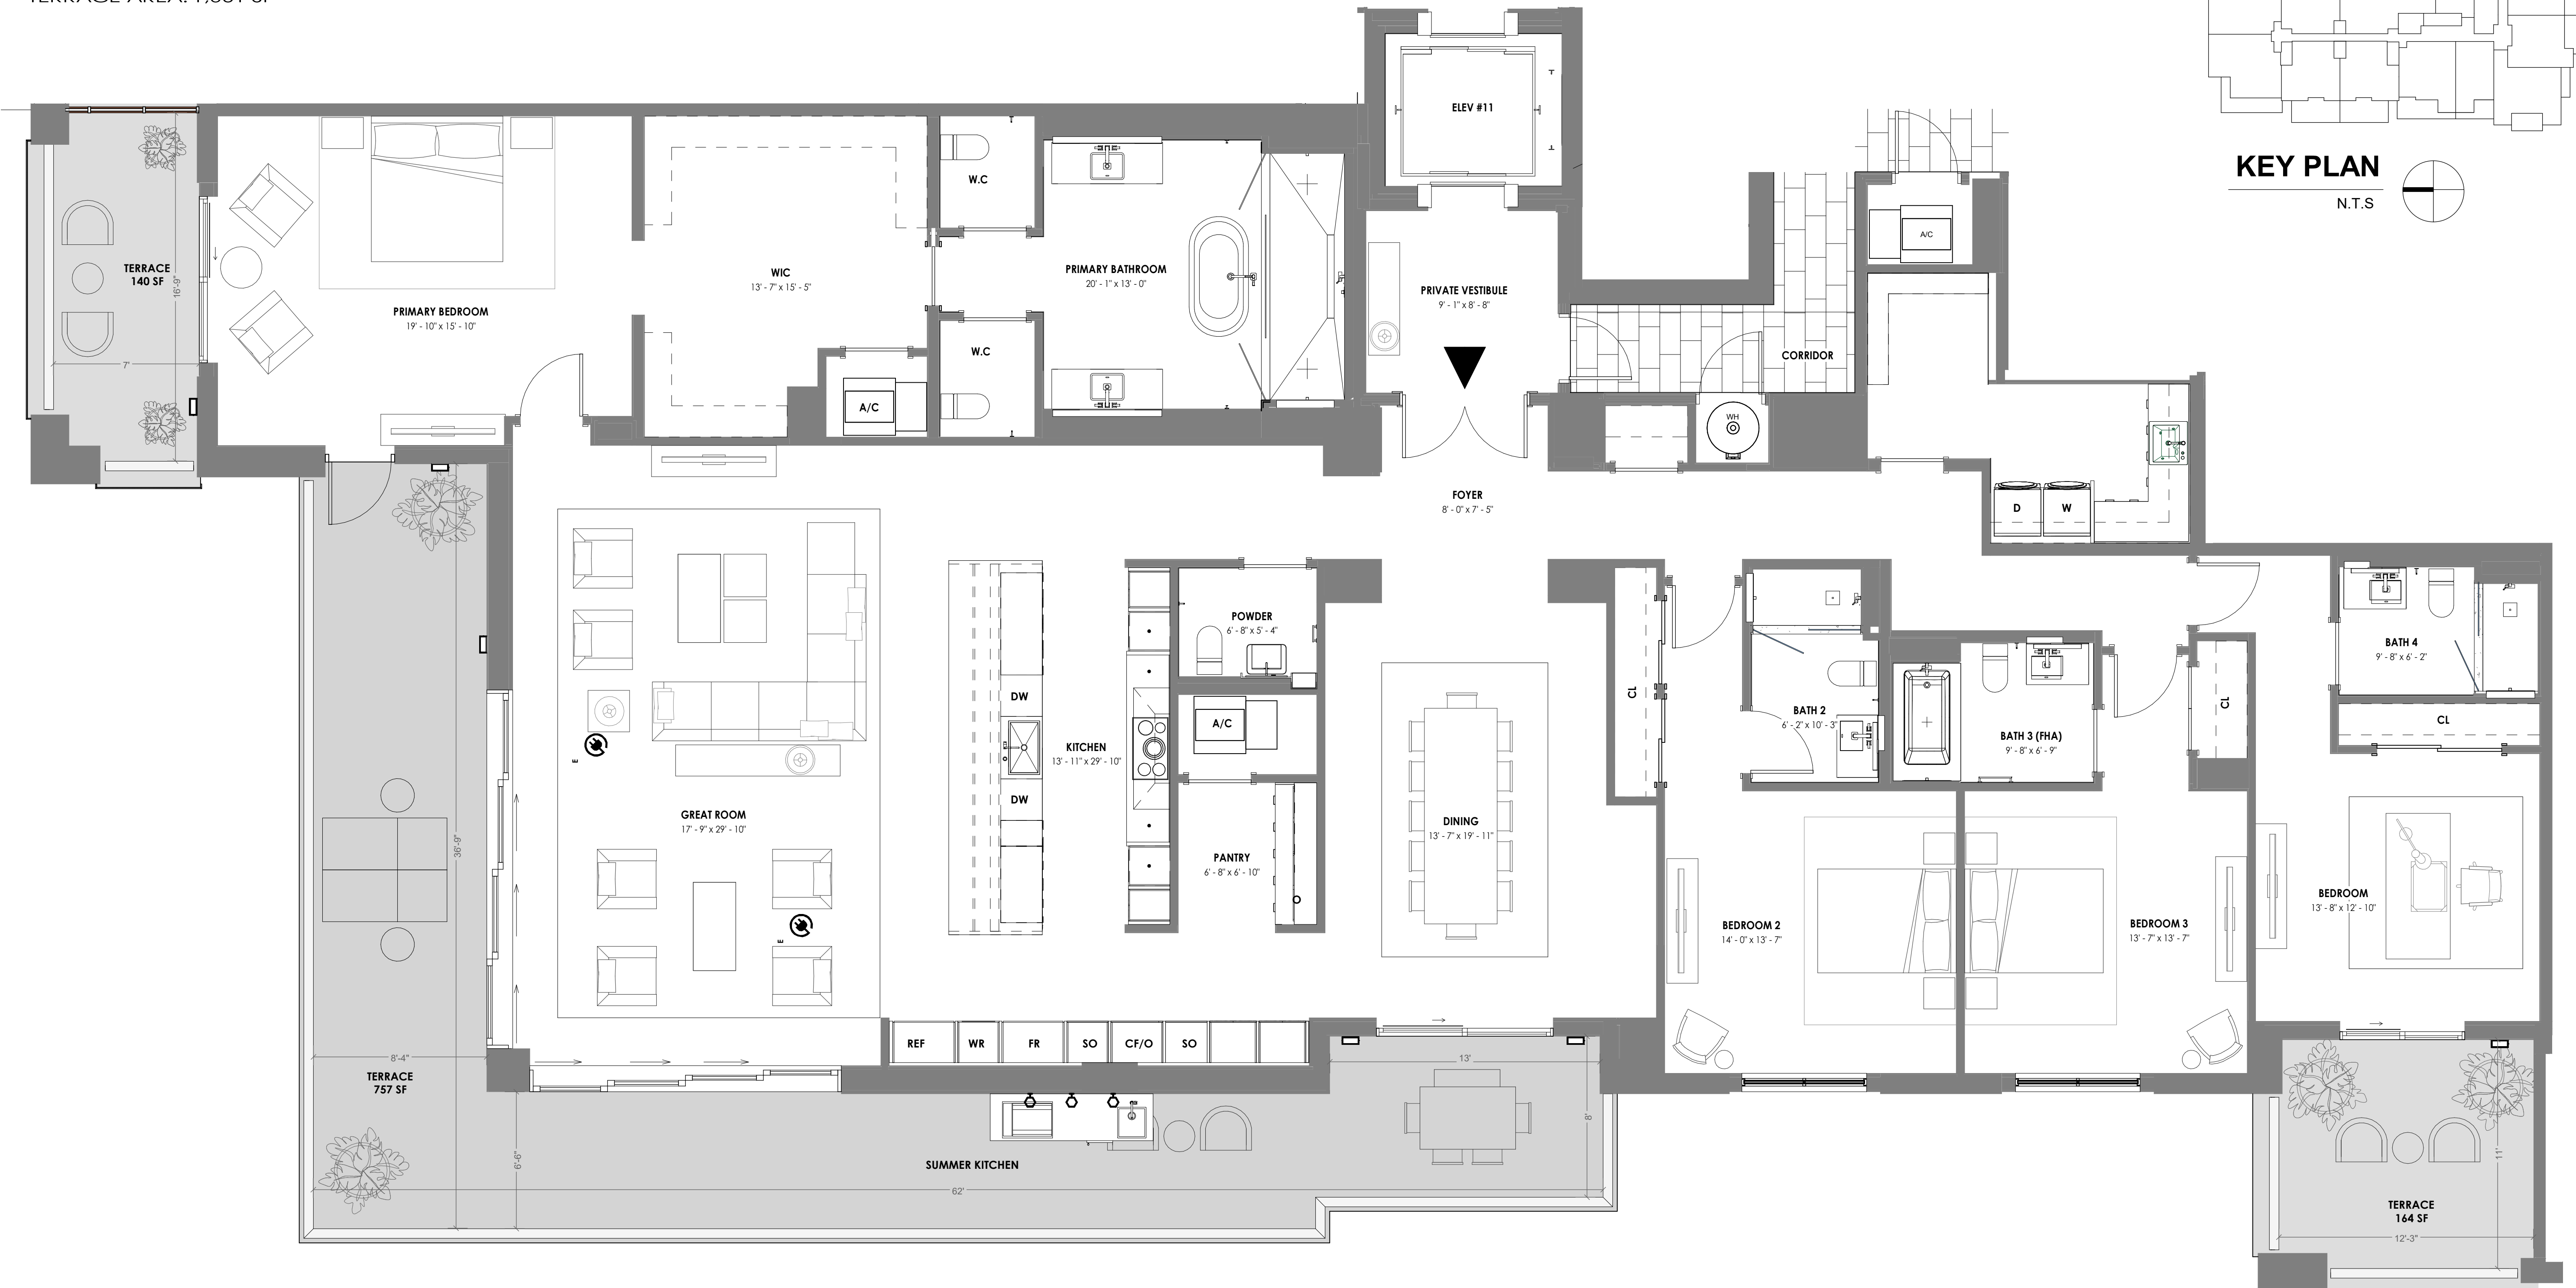 ELEV #11
KEY PLAN
N.T.S
W.C
A/C
TERRACE
140 SF
16'-9"
7'
PRIMARY BEDROOM
19' - 10" x 15' - 10"
WIC
13' - 7" x 15' - 5"
PRIMARY BATHROOM
20' - 1" x 13' - 0"
PRIVATE VESTIBULE
9' - 1" x 8' - 8"
CORRIDOR
W.C
A/C
WH
FOYER
8' - 0" x 7' - 5"
D
W
POWDER
6' - 8" x 5' - 4"
BATH 4
9' - 8" x 6' - 2"
DW
CL
CL
CL
A/C
BATH 2
6' - 2" x 10' - 3"
BATH 3 (FHA)
9' - 8" x 6' - 9"
KITCHEN
13' - 11" x 29' - 10"
E
DW
GREAT ROOM
17' - 9" x 29' - 10"
DINING
13' - 7" x 19' - 11"
36'-9"
PANTRY
6' - 8" x 6' - 10"
BEDROOM
13' - 8" x 12' - 10"
BEDROOM 2
14' - 0" x 13' - 7"
BEDROOM 3
13' - 7" x 13' - 7"
E
REF
WR
FR
SO
CF/O
SO
8'-4"
13'
TERRACE
757 SF
8'
6'-6"
SUMMER KITCHEN
62'
11'
TERRACE
164 SF
12'-3"